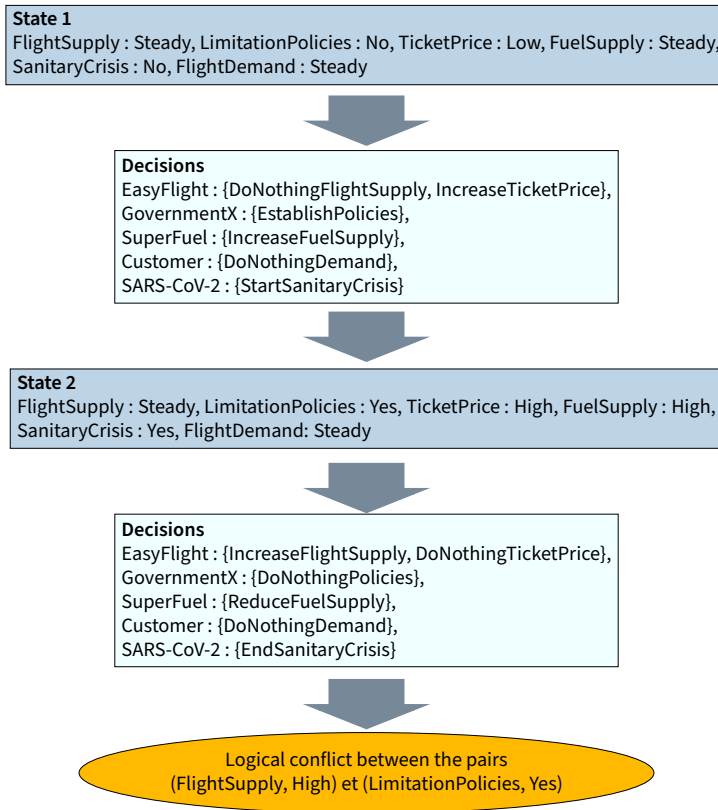 State 1
FlightSupply : Steady, LimitationPolicies : No, TicketPrice : Low, FuelSupply : Steady,
SanitaryCrisis : No, FlightDemand : Steady
Decisions
EasyFlight : {DoNothingFlightSupply, IncreaseTicketPrice},
GovernmentX : {EstablishPolicies},
SuperFuel : {IncreaseFuelSupply},
Customer : {DoNothingDemand},
SARS-CoV-2 : {StartSanitaryCrisis}
State 2
FlightSupply : Steady, LimitationPolicies : Yes, TicketPrice : High, FuelSupply : High,
SanitaryCrisis : Yes, FlightDemand: Steady
Decisions
EasyFlight : {IncreaseFlightSupply, DoNothingTicketPrice},
GovernmentX : {DoNothingPolicies},
SuperFuel : {ReduceFuelSupply},
Customer : {DoNothingDemand},
SARS-CoV-2 : {EndSanitaryCrisis}
Logical conflict between the pairs
(FlightSupply, High) et (LimitationPolicies, Yes)